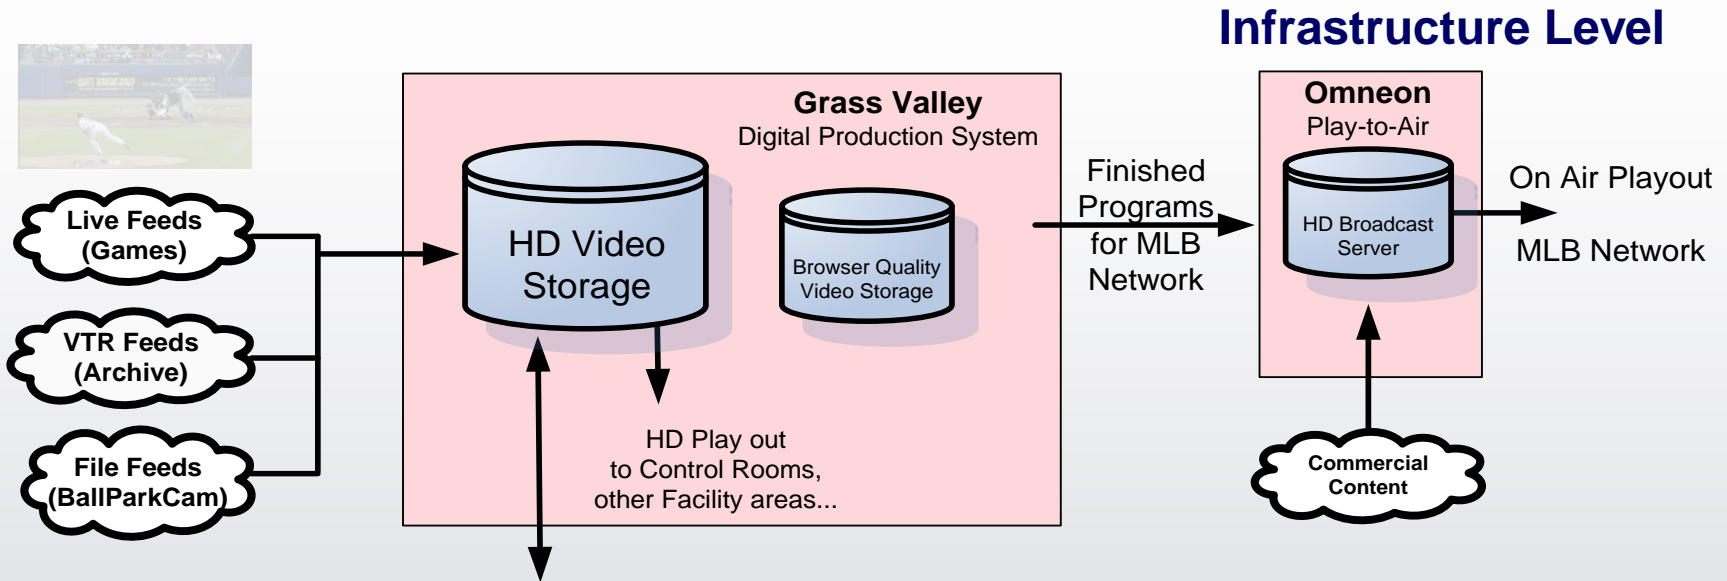 Infrastructure Level
Live Feeds
(Games)
VTR Feeds
(Archive)
File Feeds
(BallParkCam)
Grass Valley
Digital Production System
HD Video
Storage
Browser Quality
Video Storage
HD Play out
to Control Rooms,
other Facility areas...
Finished
Programs
for MLB
Network
Omneon
Play-to-Air
HD Broadcast
Server
Commercial
Content
On Air Playout
MLB Network